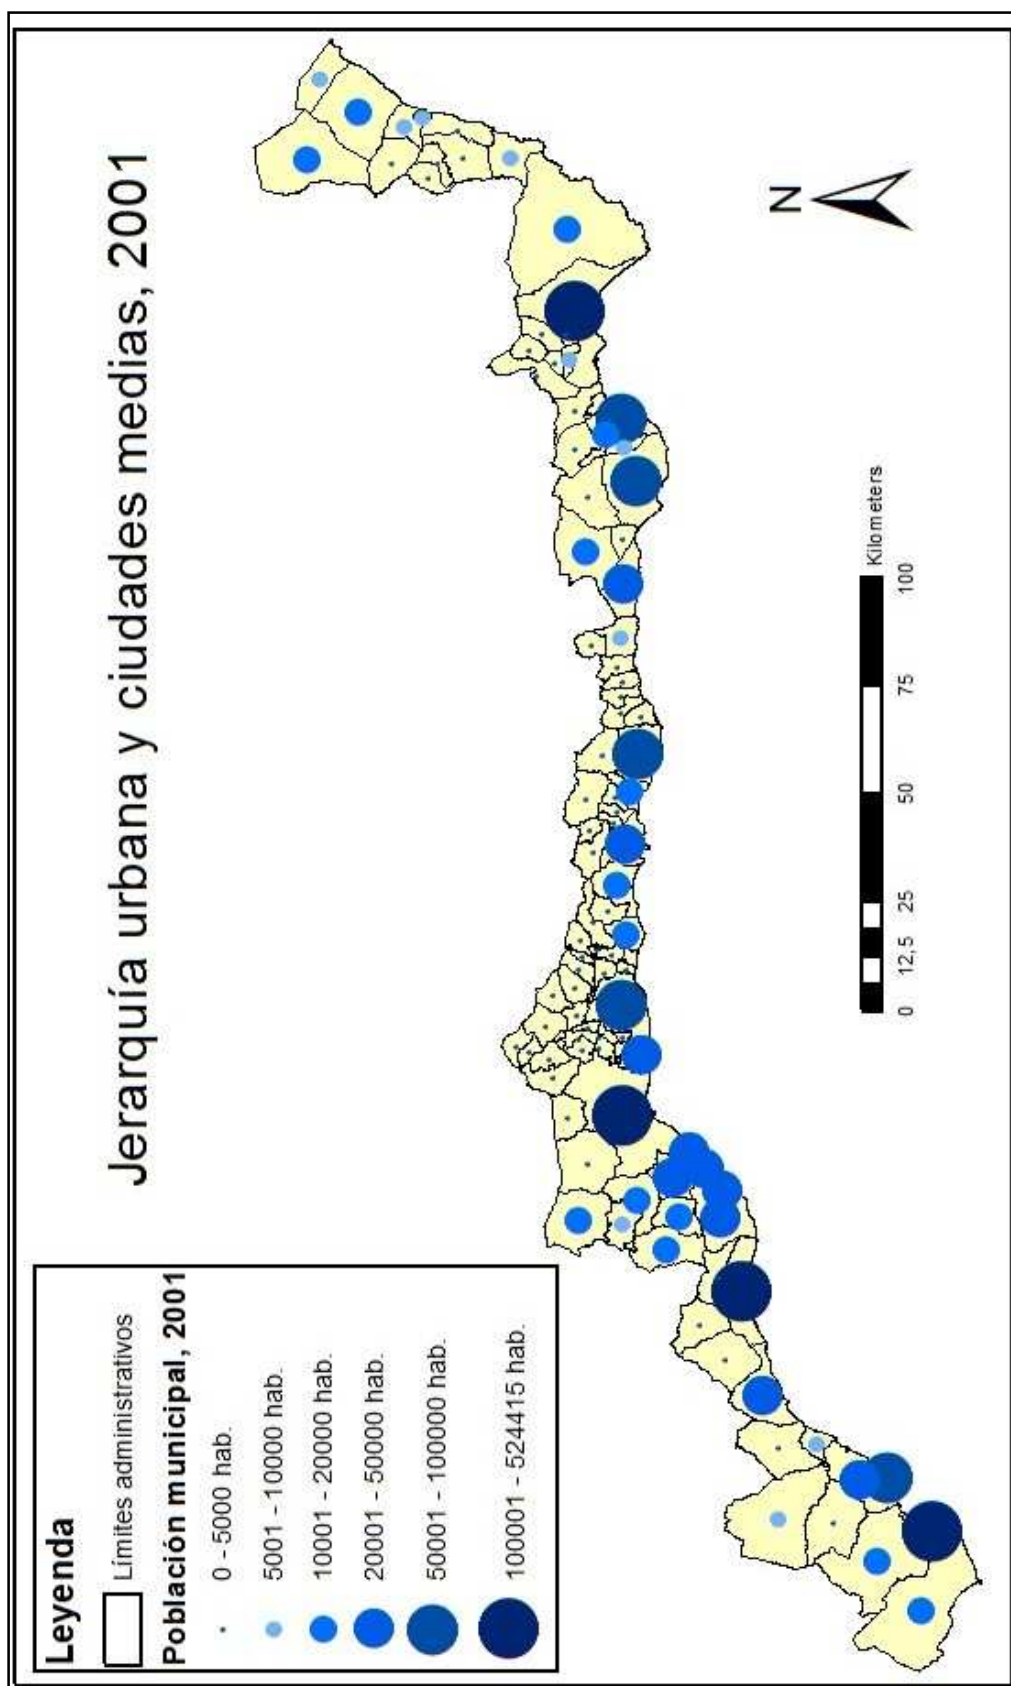 Jerarquía urbana y ciudades medias, 2001
Leyenda
Límites administrativos
Población municipal, 2001
0 - 5000 hab.
5001 - 10000 hab.
10001 - 20000 hab.
20001 - 50000 hab.
50001 - 100000 hab.
100001 - 524415 hab.
N
Kilometers
0 12,5 25 50 75 100